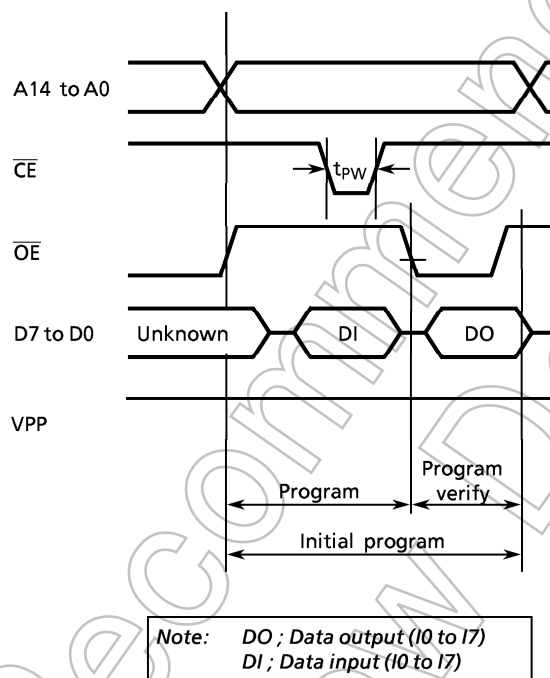 A14 to A0
CE
tPW
OE
D7 to D0 Unknown DI DO
VPP
Program
Program
verify
Initial program
Note: DO ; Data output (I0 to I7)
DI ; Data input (I0 to I7)